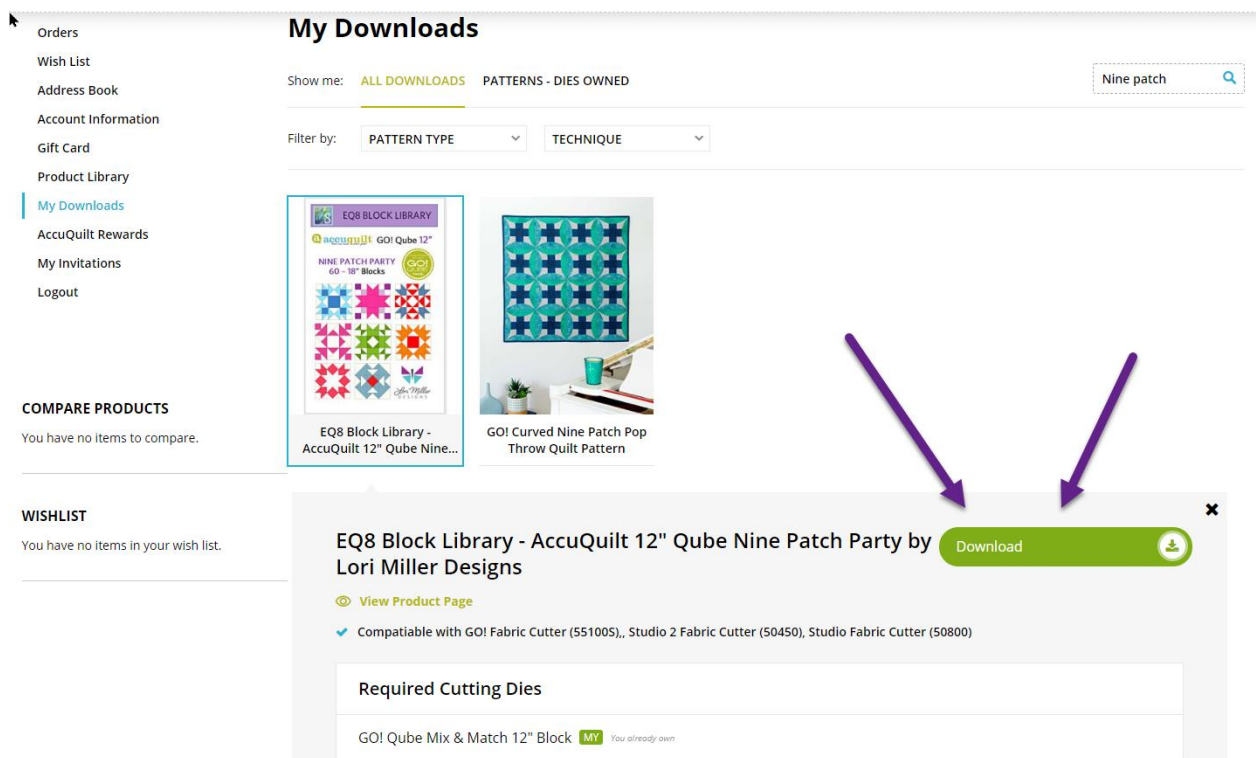 Orders
Wish List
Address Book
Account Information
Gift Card
Product Library
My Downloads
AccuQuilt Rewards
My Invitations
Logout
COMPARE PRODUCTS
You have no items to compare.
WISHLIST
You have no items in your wish list.
My Downloads
Show me: ALL DOWNLOADS PATTERNS - DIES OWNED
Nine patch
Filter by: PATTERN TYPE TECHNIQUE
EQ8 BLOCK LIBRARY
accuquilt GO! Qube 12"
NINE PATCH PARTY
60 - 18" Blocks
GO!
Lori Miller
DESIGNS
EQ8 Block Library -
AccuQuilt 12" Qube Nine...
GO! Curved Nine Patch Pop
Throw Quilt Pattern
EQ8 Block Library - AccuQuilt 12" Qube Nine Patch Party by
Lori Miller Designs
Download
View Product Page
Compatiable with GO! Fabric Cutter (55100S),, Studio 2 Fabric Cutter (50450), Studio Fabric Cutter (50800)
Required Cutting Dies
GO! Qube Mix & Match 12" Block MY You already own